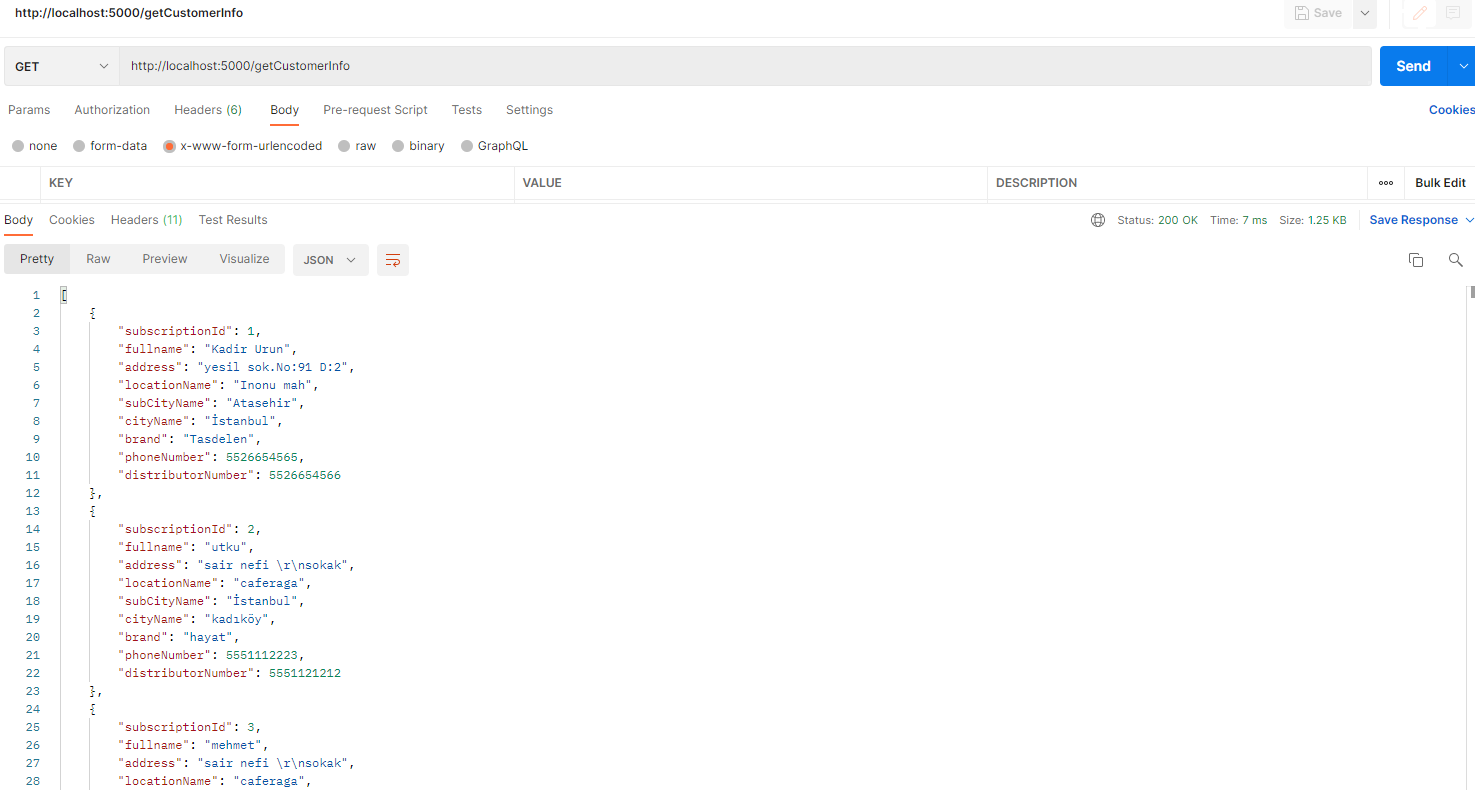 http://localhost:5000/getCustomerInfo Save
GET http://localhost:5000/getCustomerInfo Send
Params Authorization Headers (6) Body Pre-request Script Tests Settings Cookies
none form-data x-www-form-urlencoded raw binary GraphQL
KEY VALUE DESCRIPTION ooo Bulk Edit
Body Cookies Headers (11) Test Results Status: 200 OK Time: 7 ms Size: 1.25 KB Save Response
Pretty Raw Preview Visualize JSON
1 [
2 {
3 "subscriptionId": 1,
4 "fullname": "Kadir Urun",
5 "address": "yesil sok.No:91 D:2",
6 "locationName": "Inonu mah",
7 "subCityName": "Atasehir",
8 "cityName": "İstanbul",
9 "brand": "Tasdelen",
10 "phoneNumber": 5526654565,
11 "distributorNumber": 5526654566
12 },
13 {
14 "subscriptionId": 2,
15 "fullname": "utku",
16 "address": "sair nefi \r\nsokak",
17 "locationName": "caferaga",
18 "subCityName": "İstanbul",
19 "cityName": "kadıköy",
20 "brand": "hayat",
21 "phoneNumber": 5551112223,
22 "distributorNumber": 5551121212
23 },
24 {
25 "subscriptionId": 3,
26 "fullname": "mehmet",
27 "address": "sair nefi \r\nsokak",
28 "locationName": "caferaga",